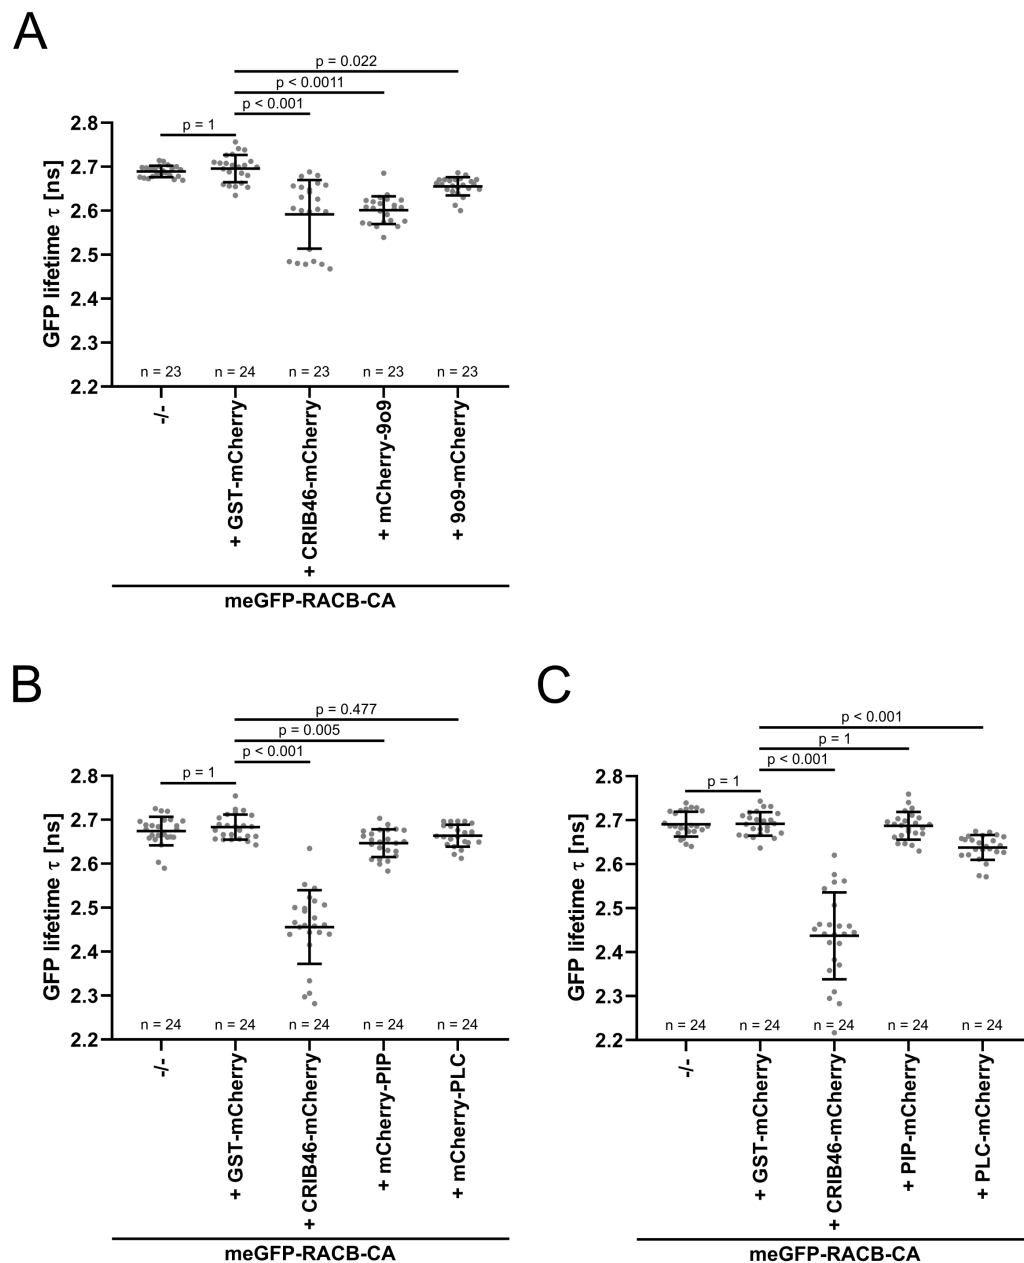 A
p = 0.022
p < 0.0011
p < 0.001
p = 1
GFP lifetime τ [ns]
2.8
2.7
2.6
2.5
2.4
2.3
2.2
n = 23
n = 24
n = 23
n = 23
n = 23
-/-
+ GST-mCherry
+ CRIB46-mCherry
+ mCherry-9o9
+ 9o9-mCherry
meGFP-RACB-CA
B
p = 0.477
p = 0.005
p < 0.001
p = 1
GFP lifetime τ [ns]
2.8
2.7
2.6
2.5
2.4
2.3
2.2
n = 24
n = 24
n = 24
n = 24
n = 24
-/-
+ GST-mCherry
+ CRIB46-mCherry
+ mCherry-PIP
+ mCherry-PLC
meGFP-RACB-CA
C
p < 0.001
p = 1
p < 0.001
p = 1
GFP lifetime τ [ns]
2.8
2.7
2.6
2.5
2.4
2.3
2.2
n = 24
n = 24
n = 24
n = 24
n = 24
-/-
+ GST-mCherry
+ CRIB46-mCherry
+ PIP-mCherry
+ PLC-mCherry
meGFP-RACB-CA